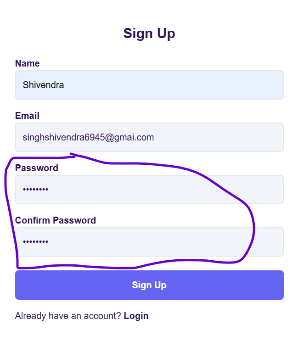 Sign Up
Name
Shivendra
Email
singhshivendra6945@gmai.com
Password
••••••••
Confirm Password
••••••••
Sign Up
Already have an account? Login